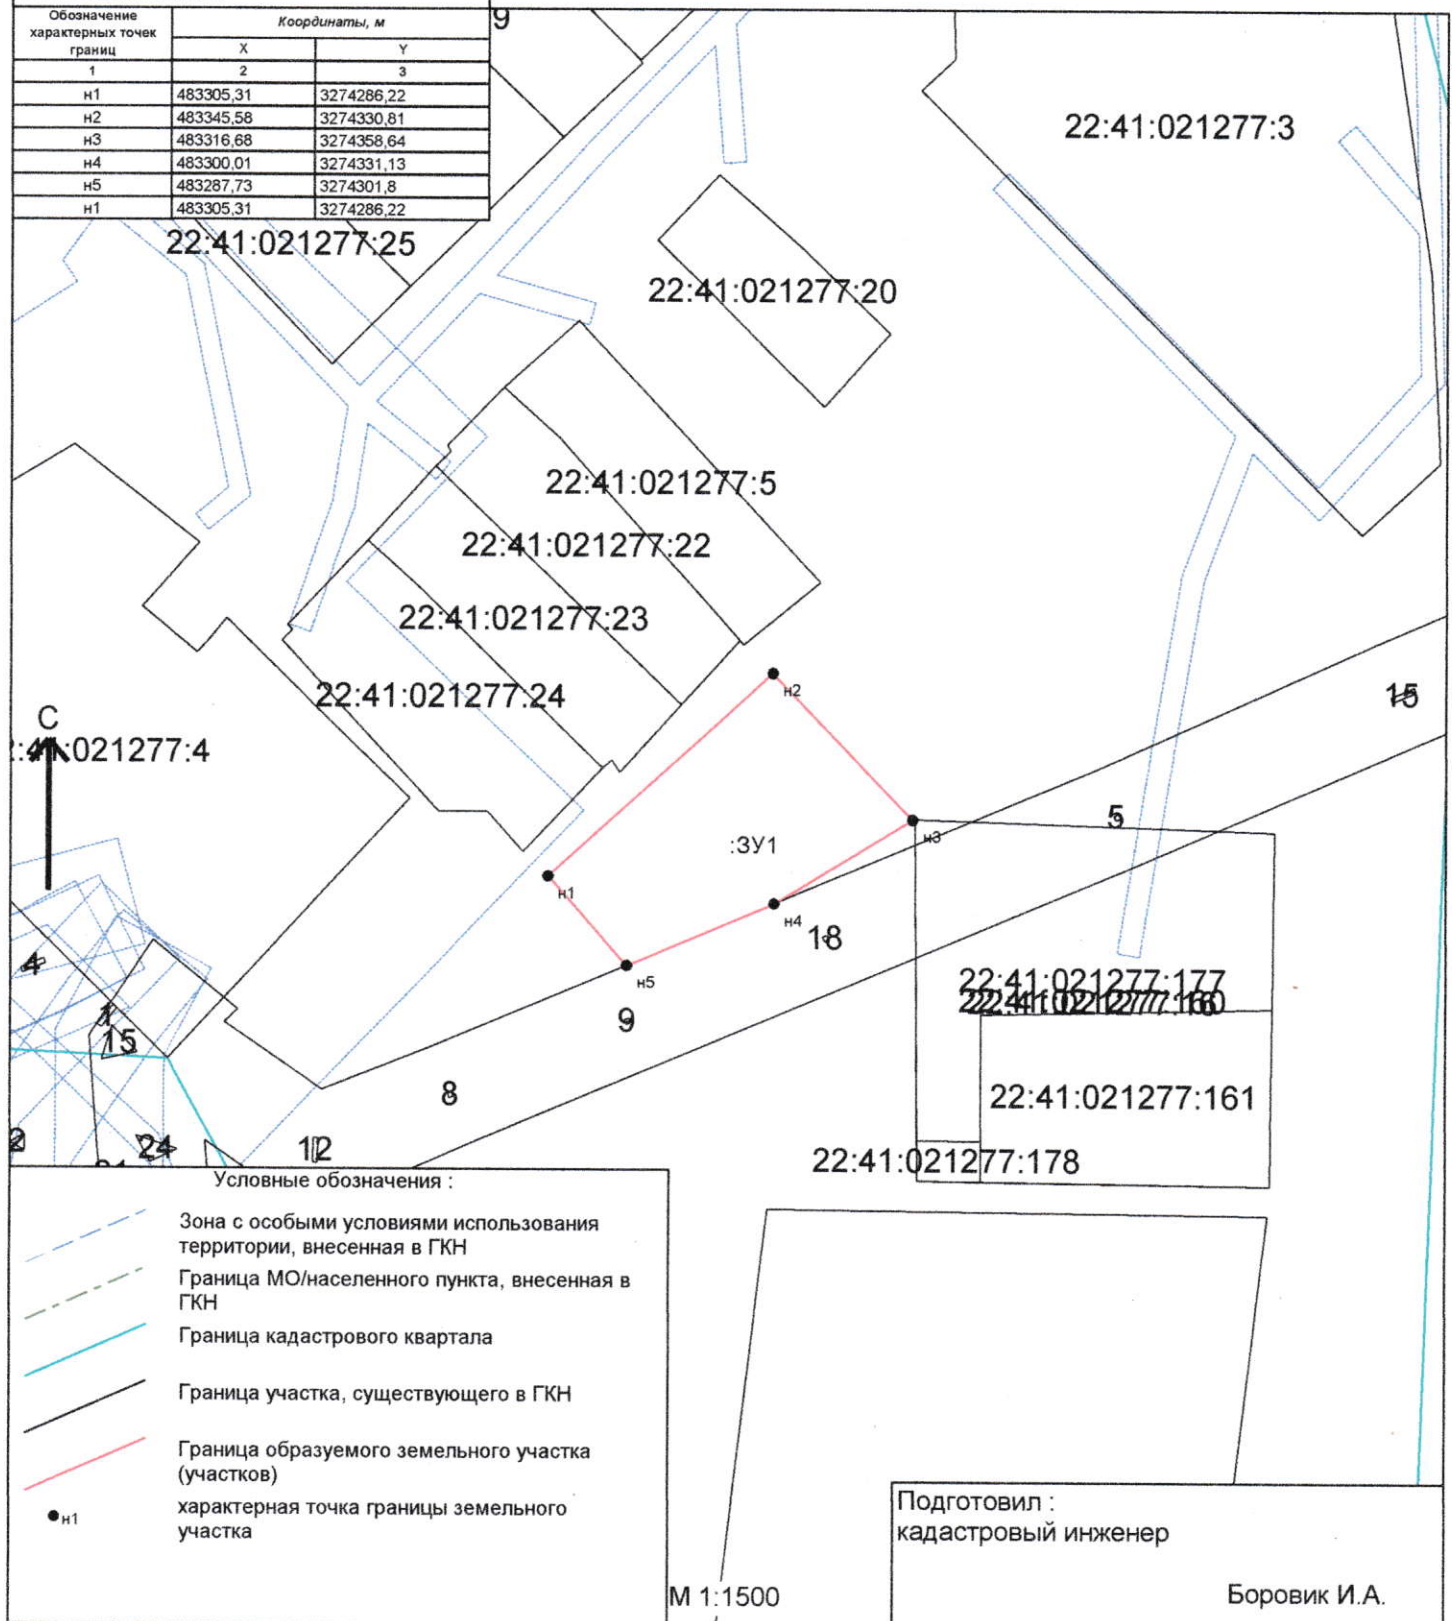 Обозначение
характерных точек
границ
Координаты, м
X Y
1 2 3
н1 483305,31 3274286,22
н2 483345,58 3274330,81
н3 483316,68 3274358,64
н4 483300,01 3274331,13
н5 483287,73 3274301,8
н1 483305,31 3274286,22
9
22:41:021277:3
22:41:021277:25
22:41:021277:20
22:41:021277:5
22:41:021277:22
22:41:021277:23
22:41:021277:24
н2
15
С
:41:021277:4
5
н3
:ЗУ1
н1
н4
18
4
н5
22:41:021277:177
9
1
15
8
22:41:021277:161
2
24
12
22:41:021277:178
Условные обозначения :
Зона с особыми условиями использования
территории, внесенная в ГКН
Граница МО/населенного пункта, внесенная в
ГКН
Граница кадастрового квартала
Граница участка, существующего в ГКН
Граница образуемого земельного участка
(участков)
н1
характерная точка границы земельного
участка
Подготовил :
кадастровый инженер
М 1:1500
Боровик И.А.